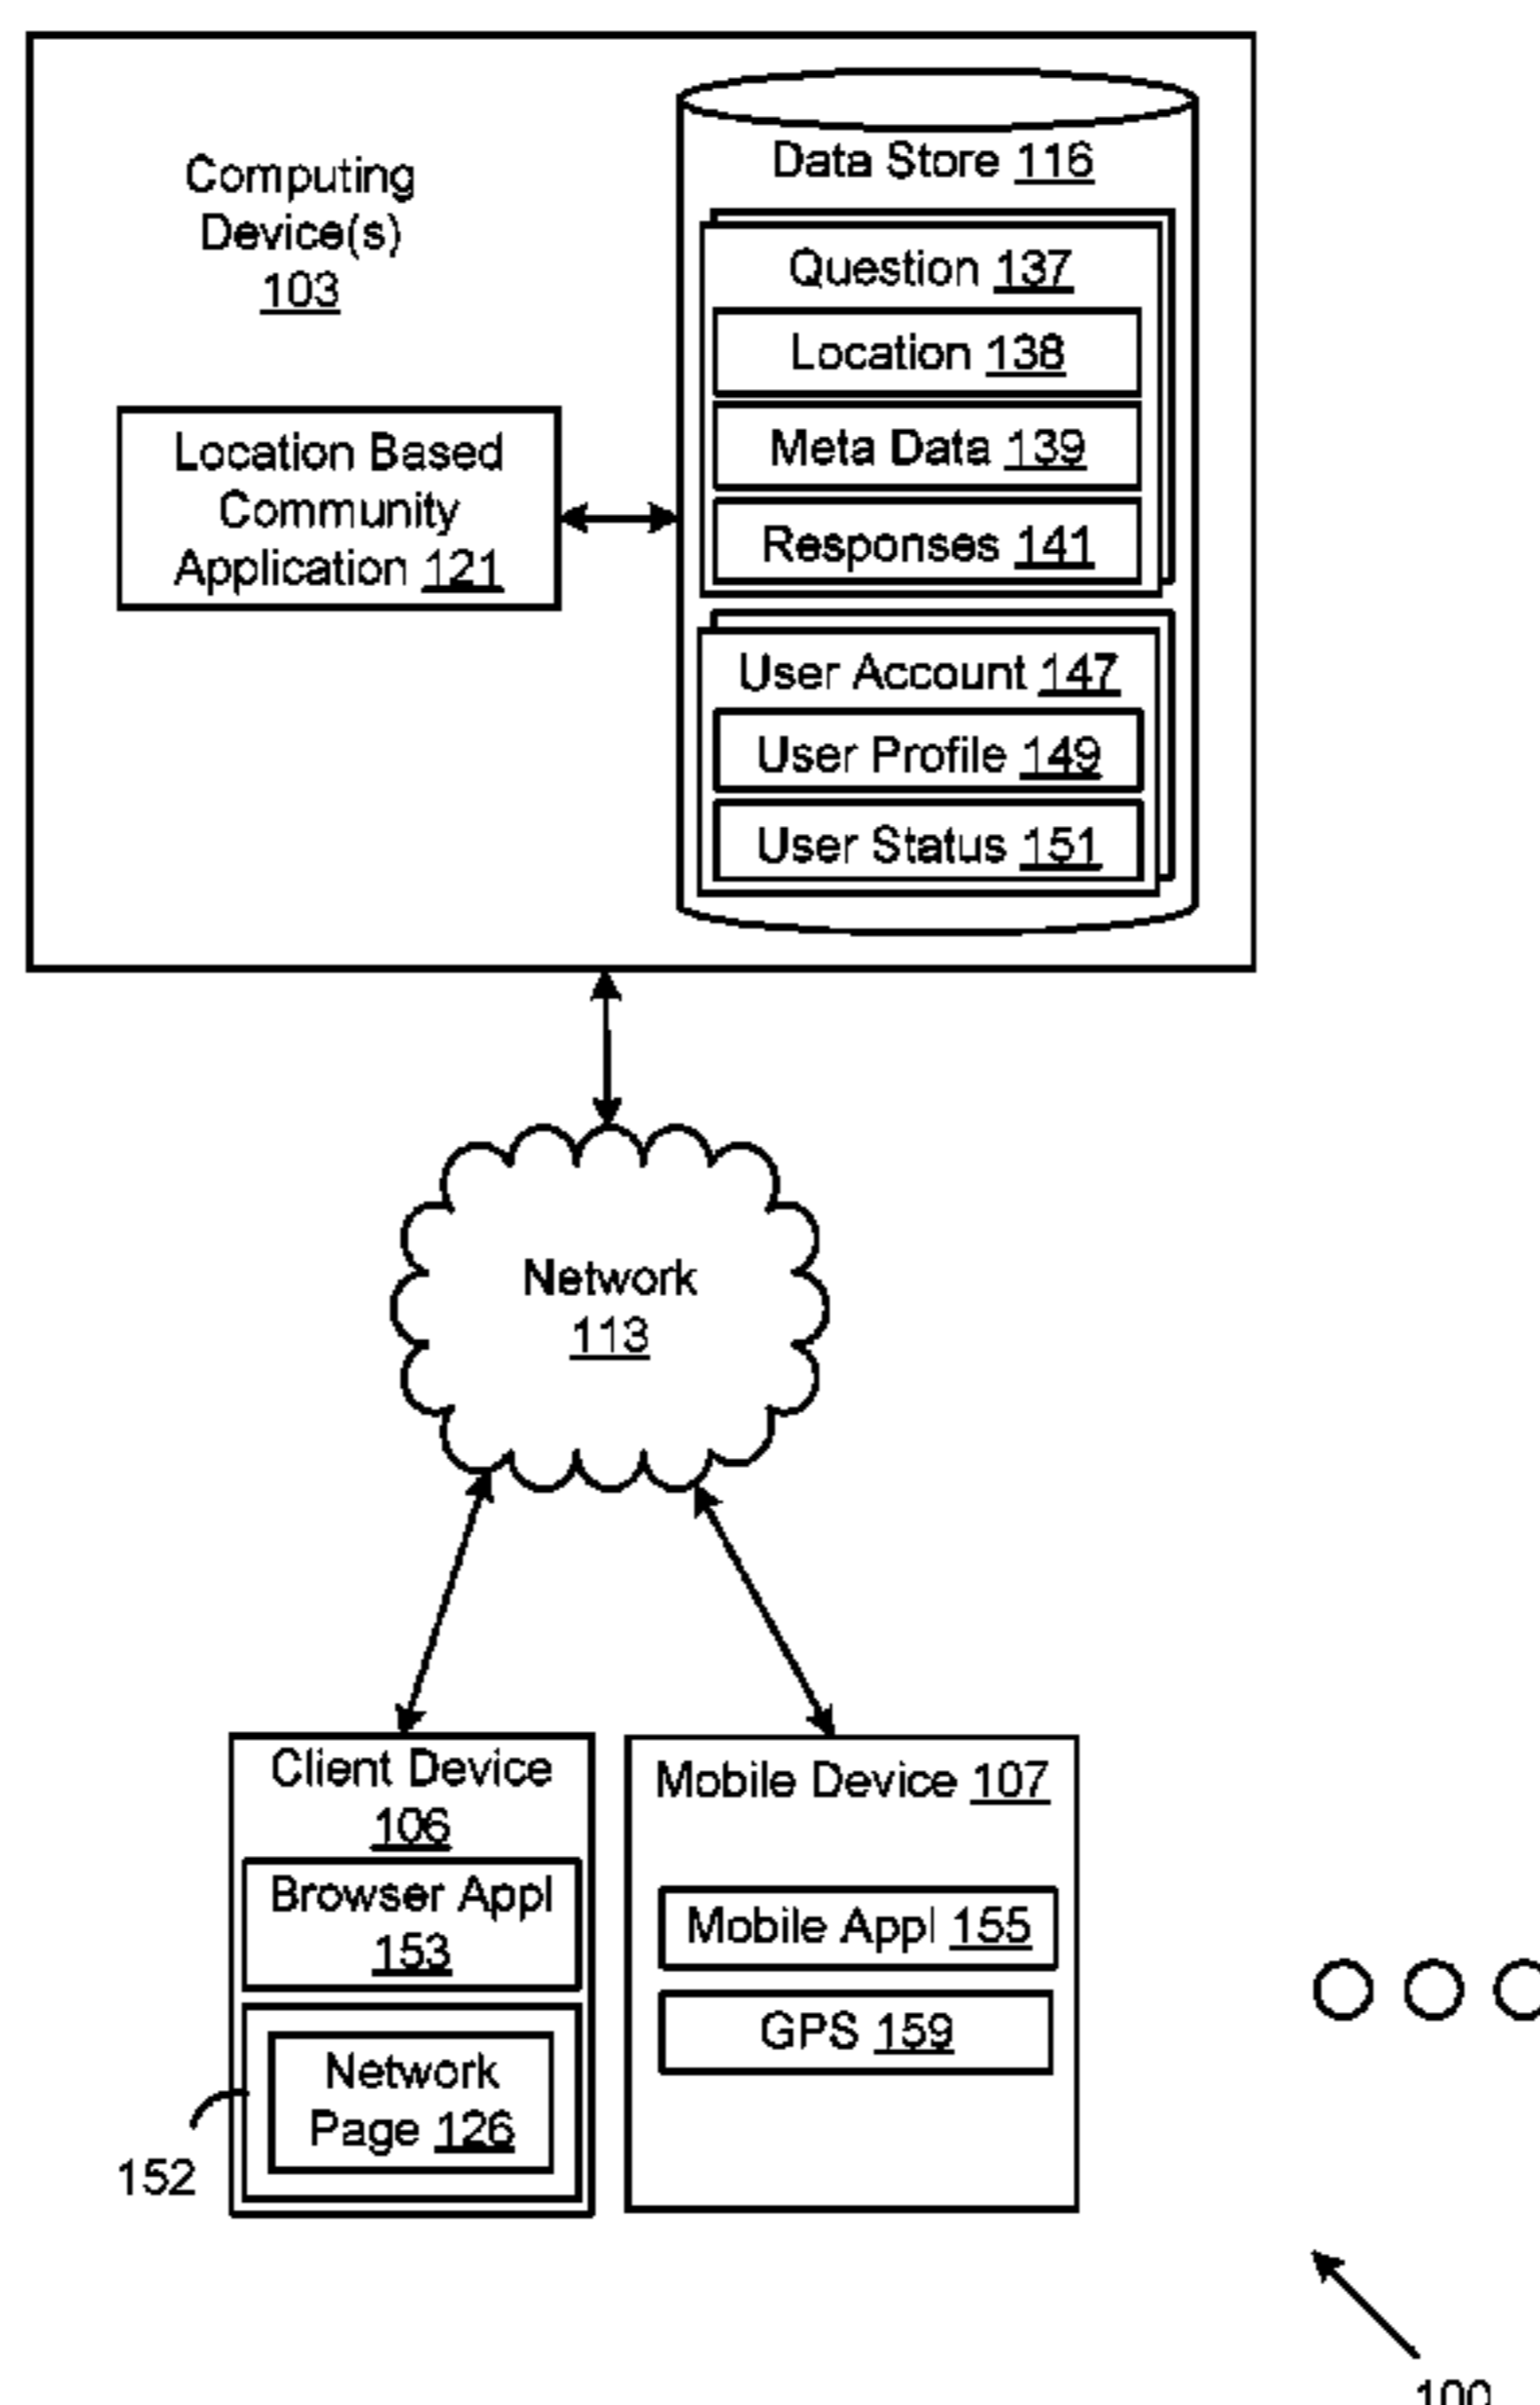 Computing
Device(s)
103
Data Store 116
Question 137
Location 138
Meta Data 139
Responses 141
Location Based
Community
Application 121
User Account 147
User Profile 149
User Status 151
Network
113
Client Device
106
Browser Appl
153
Network
Page 126
152
Mobile Device 107
Mobile Appl 155
GPS 159
100